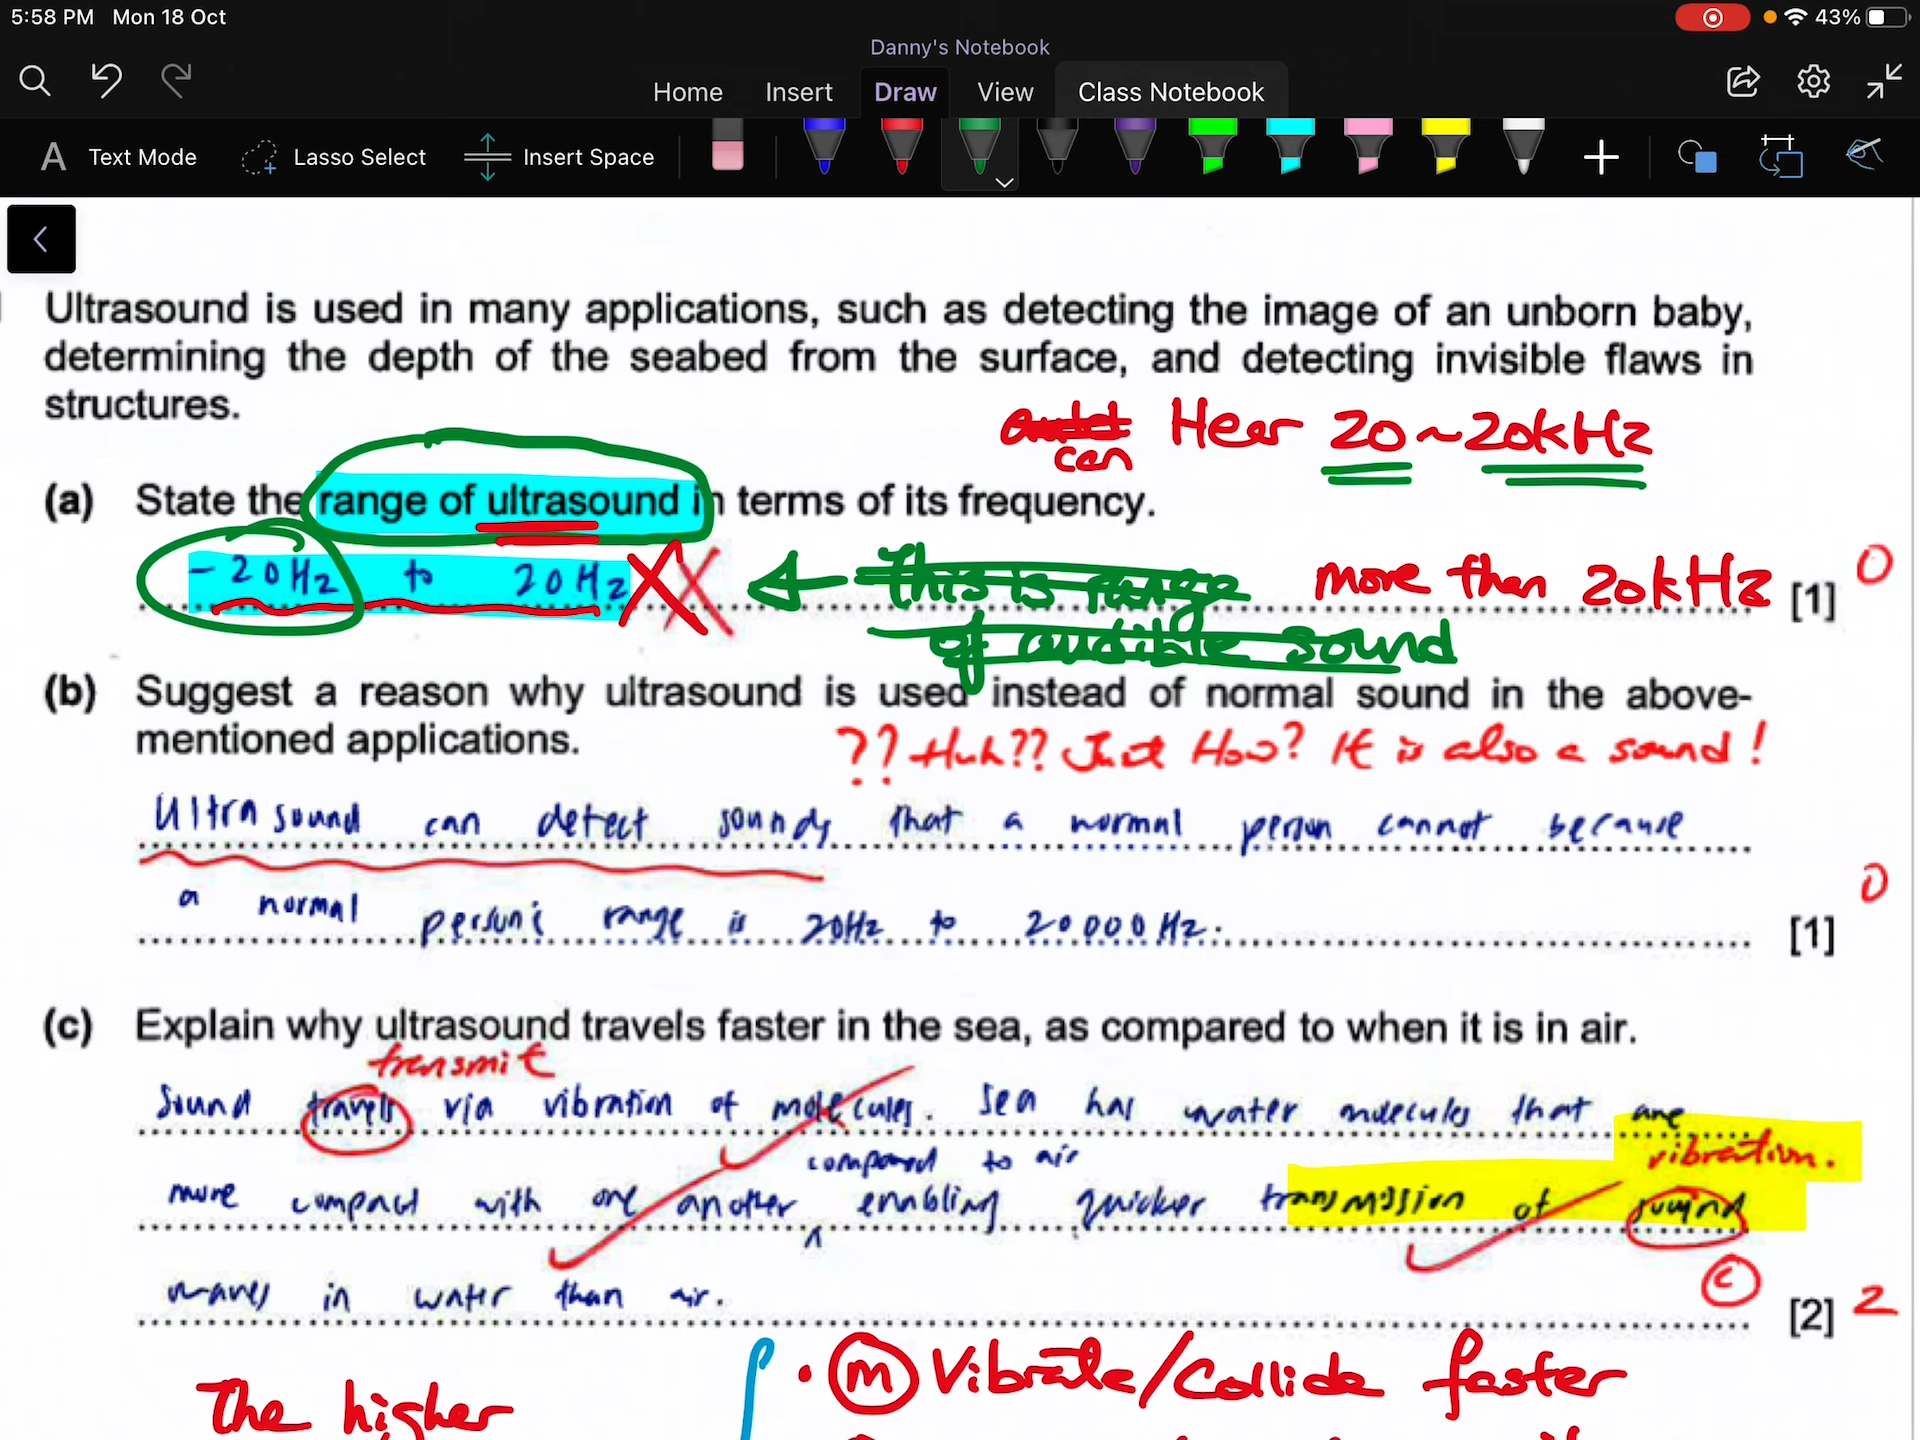 5:58 PM Mon 18 Oct
43%
Danny's Notebook
Home Insert Draw View Class Notebook
A Text Mode Lasso Select Insert Space
Ultrasound is used in many applications, such as detecting the image of an unborn baby,
determining the depth of the seabed from the surface, and detecting invisible flaws in
structures.
Hear 20~20kHz
can
(a) State the range of ultrasound in terms of its frequency.
- 20Hz to 20Hz
This is range more than 20kHz [1] 0
of audible sound
(b) Suggest a reason why ultrasound is used instead of normal sound in the above-
mentioned applications.
?? Huh?? Just How? It is also a sound!
Ultra sound can detect sounds that a normal person cannot because
a normal person's range is 20Hz to 20000 Hz. [1] 0
(c) Explain why ultrasound travels faster in the sea, as compared to when it is in air.
transmit
Sound travels via vibration of molecules. Sea has water molecules that are
vibration.
compared to air
more compact with one another ^ enabling quicker transmission of sound
waves in water than air.
C
[2] 2
The higher
· m Vibrate/Collide faster